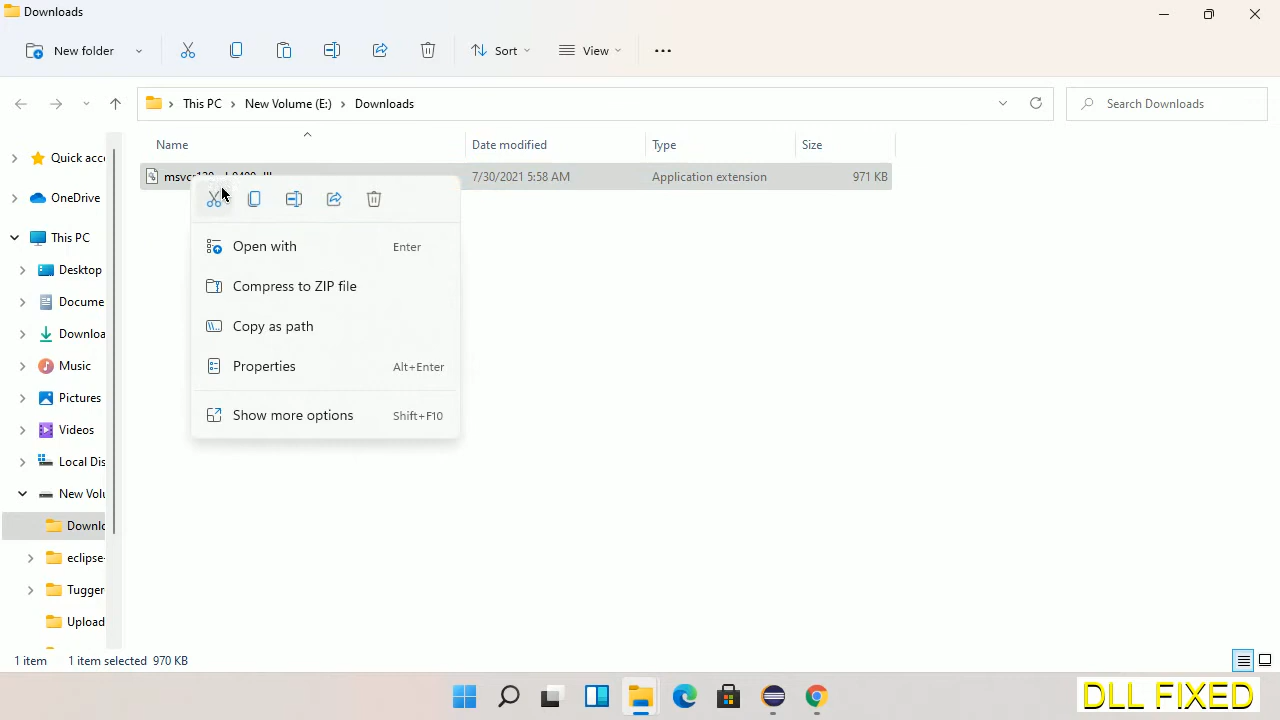 Downloads
New folder
Sort
View
This PC
New Volume (E:)
Downloads
Search Downloads
Name
Date modified
Type
Size
7/30/2021 5:58 AM
Application extension
971 KB
Quick acc
OneDrive
This PC
Desktop
Docume
Downloa
Music
Pictures
Videos
Local Dis
New Volu
Downlo
eclipse-
Tugger
Upload
Open with Enter
Compress to ZIP file
Copy as path
Properties Alt+Enter
Show more options Shift+F10
1 item 1 item selected 970 KB
DLL FIXED